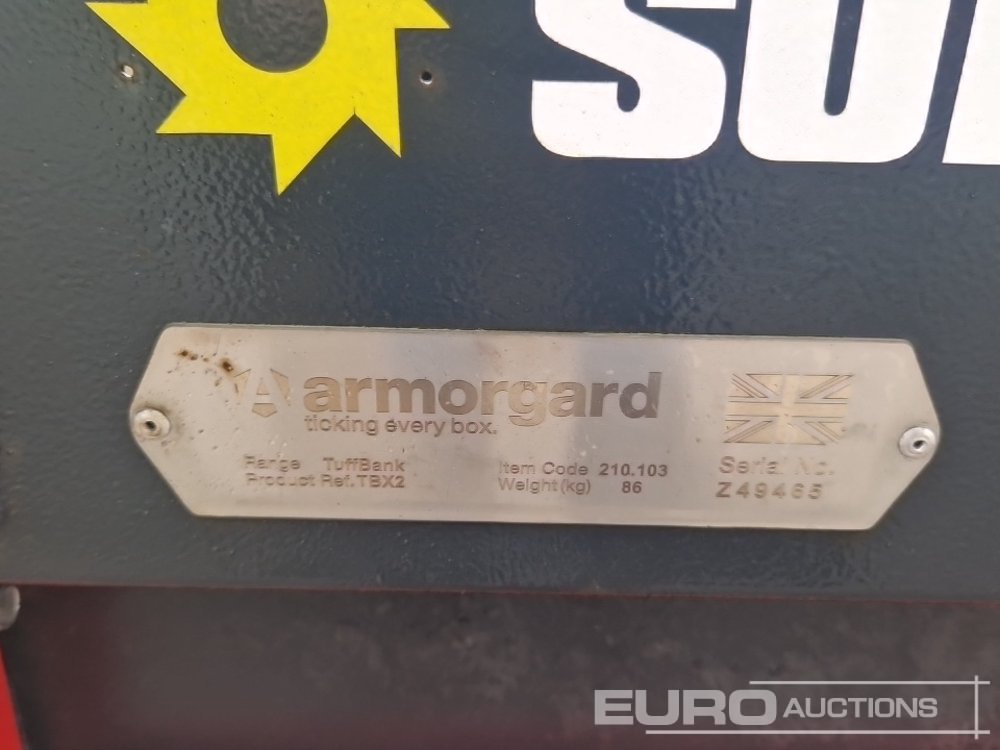 armorgard
ticking every box.
Range TuffBank
Product Ref. TBX2
Item Code 210.103
Weight(kg) 86
Serial No.
Z49465
EURO AUCTIONS